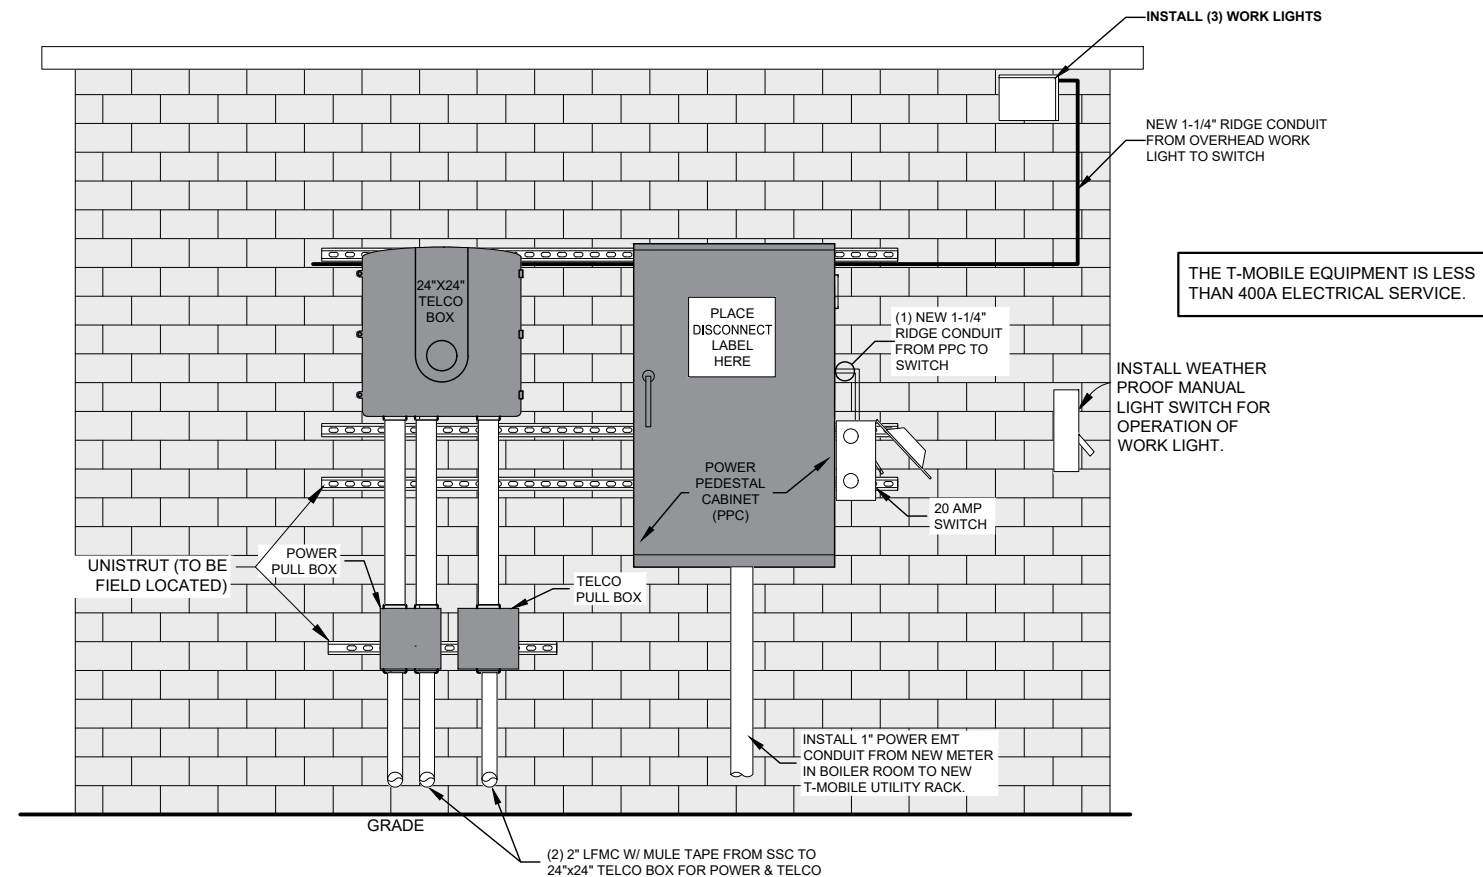 INSTALL (3) WORK LIGHTS
NEW 1-1/4" RIDGE CONDUIT
FROM OVERHEAD WORK
LIGHT TO SWITCH
24"X24"
TELCO
BOX
PLACE
DISCONNECT
LABEL
HERE
(1) NEW 1-1/4"
RIDGE CONDUIT
FROM PPC TO
SWITCH
THE T-MOBILE EQUIPMENT IS LESS
THAN 400A ELECTRICAL SERVICE.
INSTALL WEATHER
PROOF MANUAL
LIGHT SWITCH FOR
OPERATION OF
WORK LIGHT.
POWER
PEDESTAL
CABINET
(PPC)
20 AMP
SWITCH
UNISTRUT (TO BE
FIELD LOCATED)
POWER
PULL BOX
TELCO
PULL BOX
INSTALL 1" POWER EMT
CONDUIT FROM NEW METER
IN BOILER ROOM TO NEW
T-MOBILE UTILITY RACK.
GRADE
(2) 2" LFMC W/ MULE TAPE FROM SSC TO
24"x24" TELCO BOX FOR POWER & TELCO